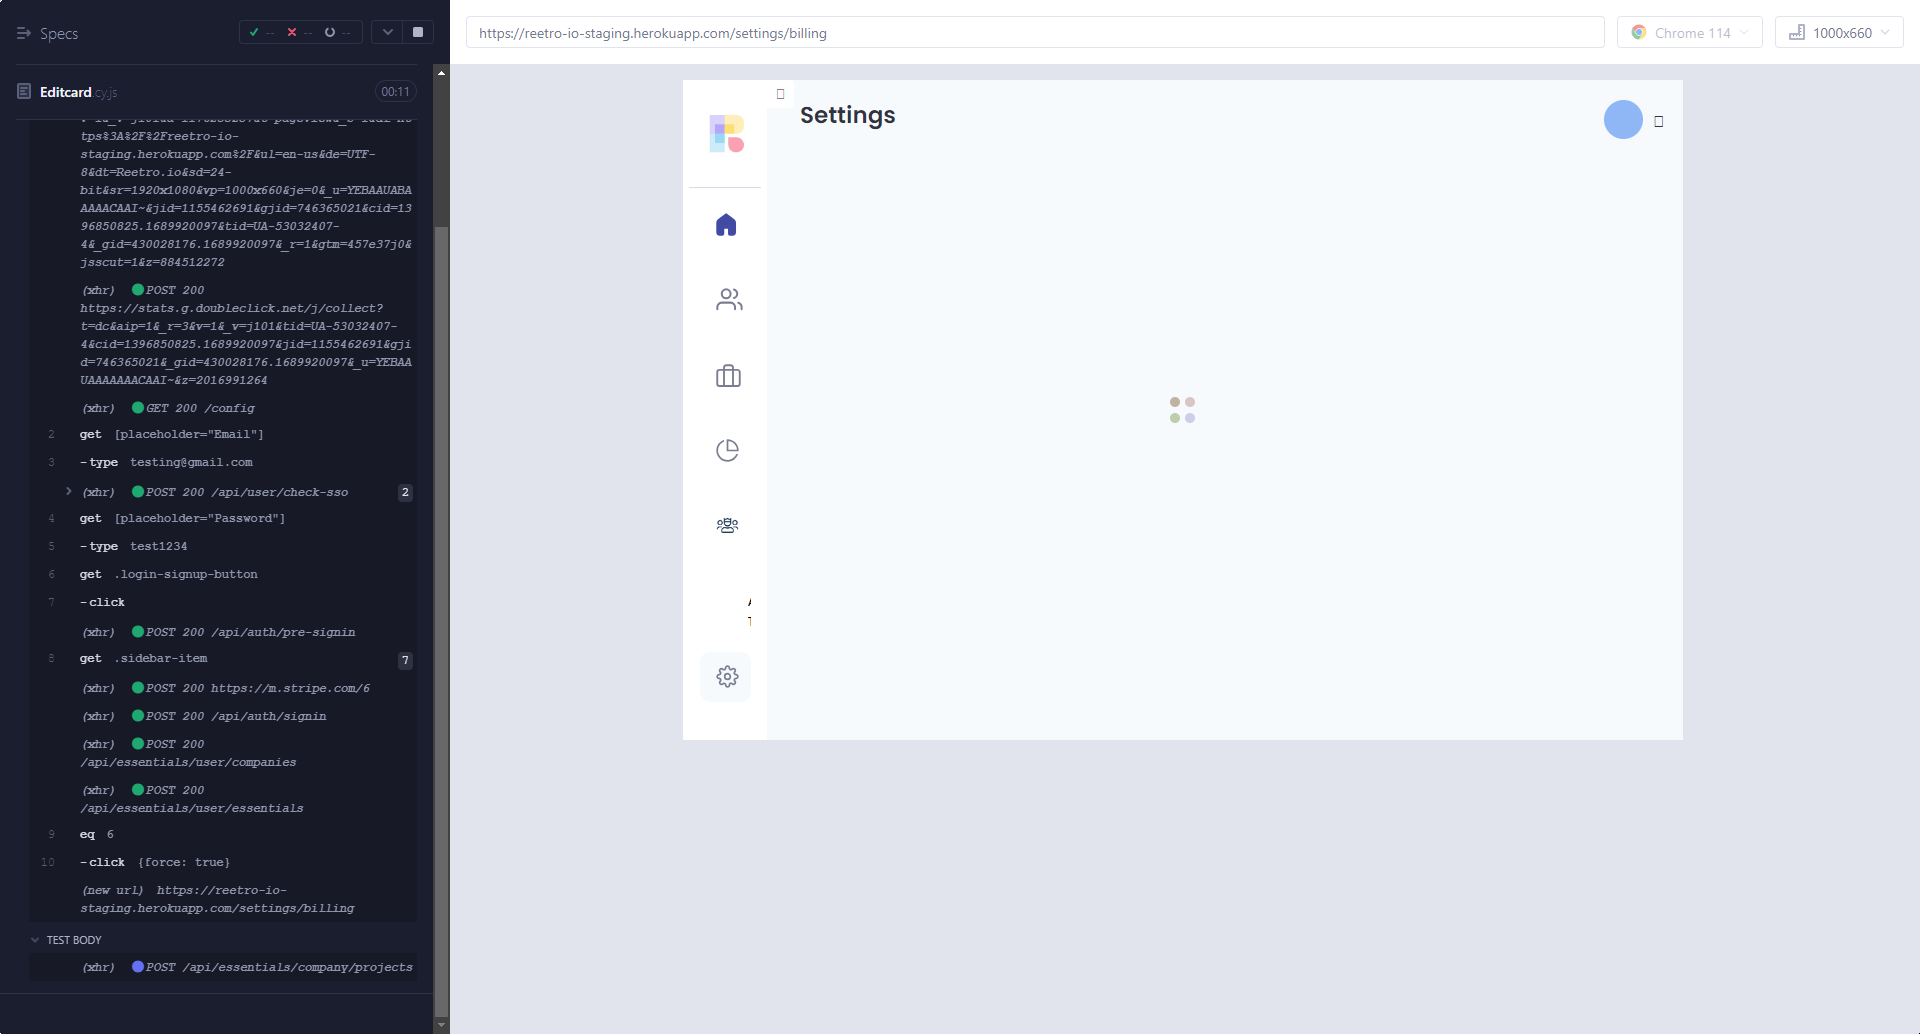 Specs
-- -- --
https://reetro-io-staging.herokuapp.com/settings/billing
Chrome 114
1000x660
Editcard.cy.js
00:11
tps%3A%2F%2Freetro-io-
staging.herokuapp.com%2F&ul=en-us&de=UTF-
8&dt=Reetro.io&sd=24-
bit&sr=1920x1080&vp=1000x660&je=0&_u=YEBAAUABA
AAAACAAI~&jid=1155462691&gjid=746365021&cid=13
96850825.1689920097&tid=UA-53032407-
4&_gid=430028176.1689920097&_r=1&gtm=457e37j0&
jsscut=1&z=884512272
(xhr) POST 200
https://stats.g.doubleclick.net/j/collect?
t=dc&aip=1&_r=3&v=1&_v=j101&tid=UA-53032407-
4&cid=1396850825.1689920097&jid=1155462691&gji
d=746365021&_gid=430028176.1689920097&_u=YEBAA
UAAAAAAACAAI~&z=2016991264
(xhr) GET 200 /config
2 get [placeholder="Email"]
3 -type testing@gmail.com
(xhr) POST 200 /api/user/check-sso 2
4 get [placeholder="Password"]
5 -type test1234
6 get .login-signup-button
7 -click
(xhr) POST 200 /api/auth/pre-signin
8 get .sidebar-item 7
(xhr) POST 200 https://m.stripe.com/6
(xhr) POST 200 /api/auth/signin
(xhr) POST 200
/api/essentials/user/companies
(xhr) POST 200
/api/essentials/user/essentials
9 eq 6
10 -click {force: true}
(new url) https://reetro-io-
staging.herokuapp.com/settings/billing
TEST BODY
(xhr) POST /api/essentials/company/projects
Settings